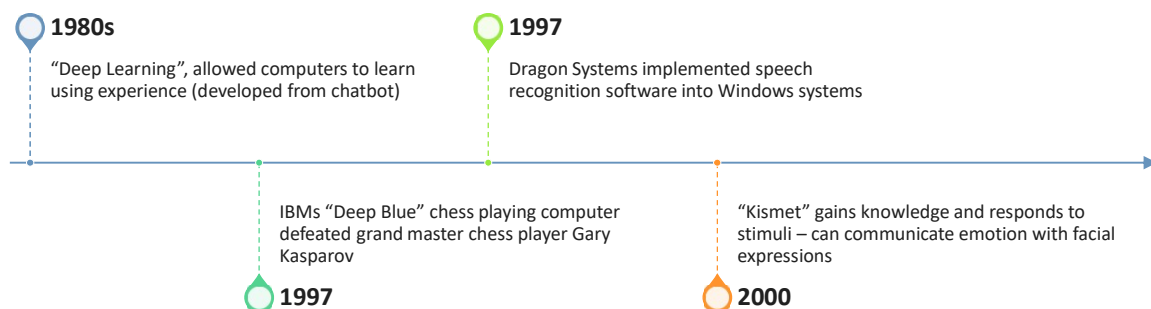 1980s
“Deep Learning”, allowed computers to learn
using experience (developed from chatbot)
1997
Dragon Systems implemented speech
recognition software into Windows systems
IBMs “Deep Blue” chess playing computer
defeated grand master chess player Gary
Kasparov
1997
“Kismet” gains knowledge and responds to
stimuli – can communicate emotion with facial
expressions
2000